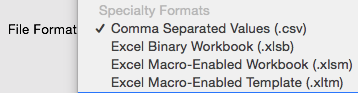 Specialty Formats
File Format
✓ Comma Separated Values (.csv)
Excel Binary Workbook (.xlsb)
Excel Macro-Enabled Workbook (.xlsm)
Excel Macro-Enabled Template (.xltm)